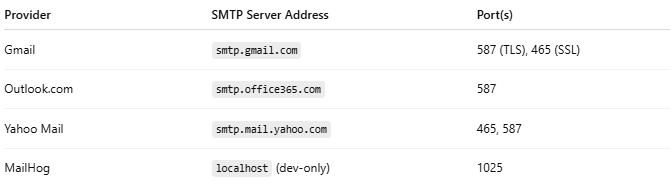 Provider SMTP Server Address Port(s)
Gmail smtp.gmail.com 587 (TLS), 465 (SSL)
Outlook.com smtp.office365.com 587
Yahoo Mail smtp.mail.yahoo.com 465, 587
MailHog localhost (dev-only) 1025